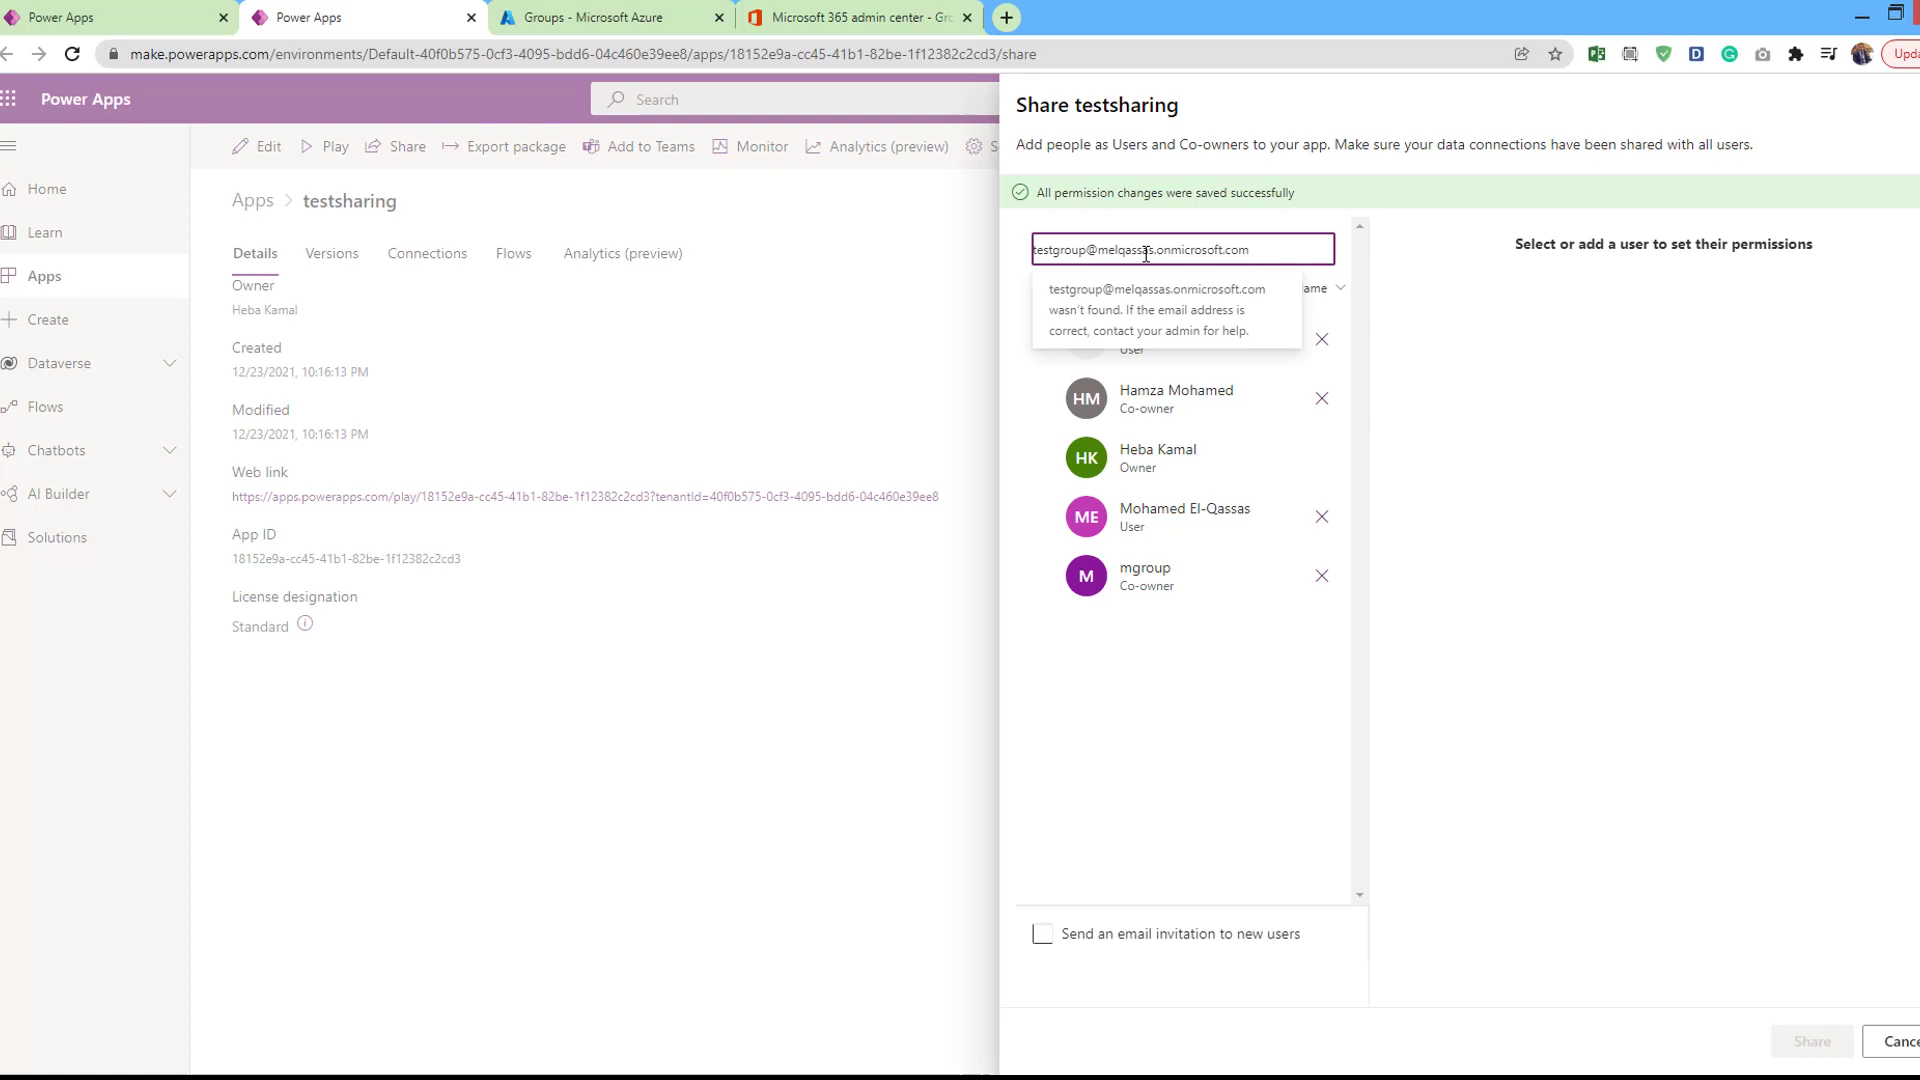 Power Apps
Power Apps
Groups - Microsoft Azure
Microsoft 365 admin center - Gr
make.powerapps.com/environments/Default-40f0b575-0cf3-4095-bdd6-04c460e39ee8/apps/18152e9a-cc45-41b1-82be-1f12382c2cd3/share
Upda
Power Apps
Search
Edit
Play
Share
Export package
Add to Teams
Monitor
Analytics (preview)
Home
Learn
Apps
Create
Dataverse
Flows
Chatbots
AI Builder
Solutions
Apps > testsharing
Details
Versions
Connections
Flows
Analytics (preview)
Owner
Heba Kamal
Created
12/23/2021, 10:16:13 PM
Modified
12/23/2021, 10:16:13 PM
Web link
https://apps.powerapps.com/play/18152e9a-cc45-41b1-82be-1f12382c2cd3?tenantId=40f0b575-0cf3-4095-bdd6-04c460e39ee8
App ID
18152e9a-cc45-41b1-82be-1f12382c2cd3
License designation
Standard
Share testsharing
Add people as Users and Co-owners to your app. Make sure your data connections have been shared with all users.
All permission changes were saved successfully
testgroup@melqassas.onmicrosoft.com
ame
testgroup@melqassas.onmicrosoft.com
wasn't found. If the email address is
correct, contact your admin for help.
User
HM
Hamza Mohamed
Co-owner
HK
Heba Kamal
Owner
ME
Mohamed El-Qassas
User
M
mgroup
Co-owner
Select or add a user to set their permissions
Send an email invitation to new users
Share
Cance